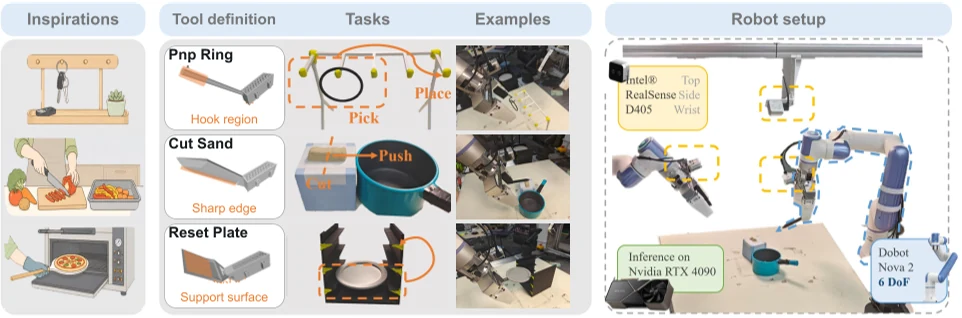 Inspirations
Tool definition
Tasks
Examples
Robot setup
Pnp Ring
Hook region
Place
Pick
Cut Sand
Sharp edge
Push
Cut
Reset Plate
Support surface
Intel® Top
RealSense Side
D405 Wrist
Inference on
Nvidia RTX 4090
Dobot
Nova 2
6 DoF